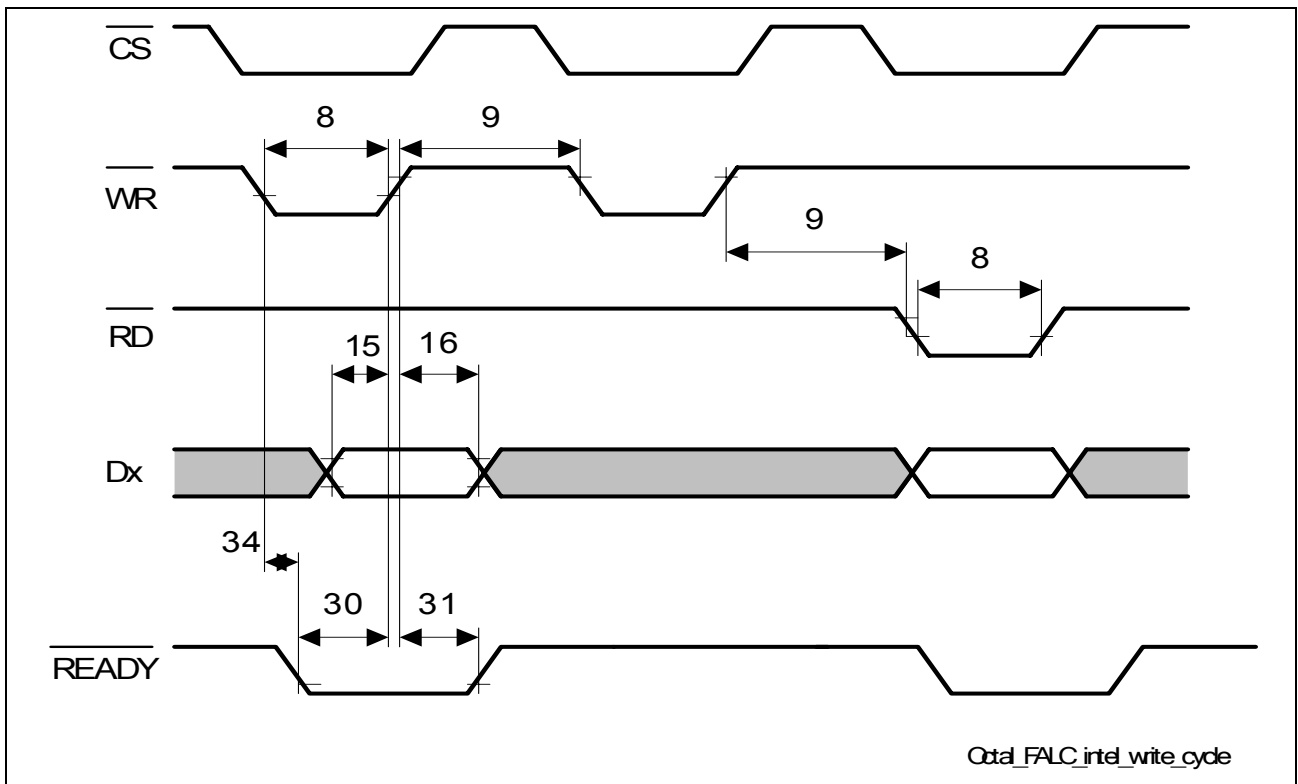 CS
8
9
WR
9
8
RD
15
16
Dx
34
30
31
READY
Octal_FALC_intel_write_cycle